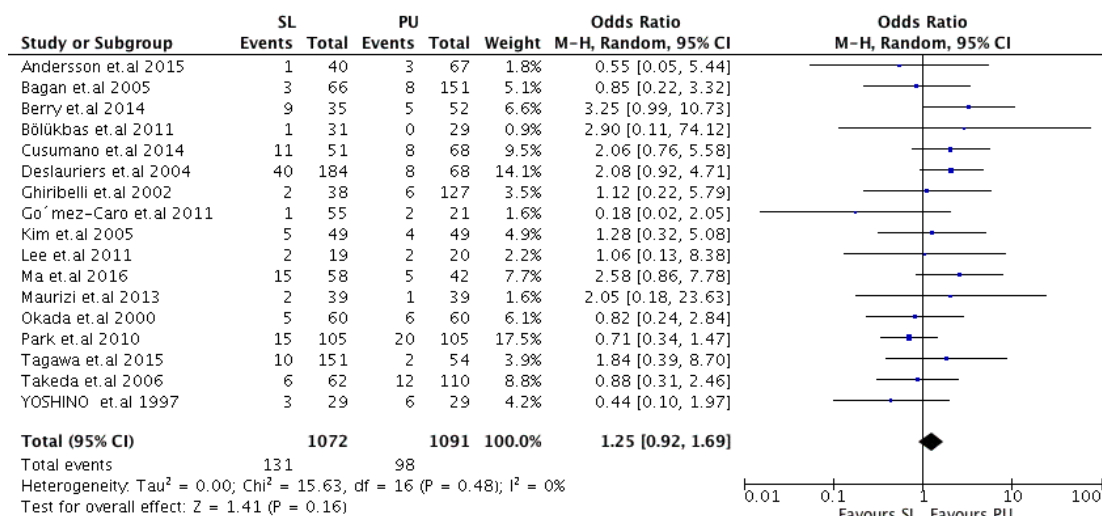 SL PU Odds Ratio Odds Ratio
Study or Subgroup Events Total Events Total Weight M-H, Random, 95% CI M-H, Random, 95% CI
Andersson et.al 2015 1 40 3 67 1.8% 0.55 [0.05, 5.44]
Bagan et.al 2005 3 66 8 151 5.1% 0.85 [0.22, 3.32]
Berry et.al 2014 9 35 5 52 6.6% 3.25 [0.99, 10.73]
Bölükbas et.al 2011 1 31 0 29 0.9% 2.90 [0.11, 74.12]
Cusumano et.al 2014 11 51 8 68 9.5% 2.06 [0.76, 5.58]
Deslauriers et.al 2004 40 184 8 68 14.1% 2.08 [0.92, 4.71]
Ghiribelli et.al 2002 2 38 6 127 3.5% 1.12 [0.22, 5.79]
Go´mez-Caro et.al 2011 1 55 2 21 1.6% 0.18 [0.02, 2.05]
Kim et.al 2005 5 49 4 49 4.9% 1.28 [0.32, 5.08]
Lee et.al 2011 2 19 2 20 2.2% 1.06 [0.13, 8.38]
Ma et.al 2016 15 58 5 42 7.7% 2.58 [0.86, 7.78]
Maurizi et.al 2013 2 39 1 39 1.6% 2.05 [0.18, 23.63]
Okada et.al 2000 5 60 6 60 6.1% 0.82 [0.24, 2.84]
Park et.al 2010 15 105 20 105 17.5% 0.71 [0.34, 1.47]
Tagawa et.al 2015 10 151 2 54 3.9% 1.84 [0.39, 8.70]
Takeda et.al 2006 6 62 12 110 8.8% 0.88 [0.31, 2.46]
YOSHINO et.al 1997 3 29 6 29 4.2% 0.44 [0.10, 1.97]
Total (95% CI) 1072 1091 100.0% 1.25 [0.92, 1.69]
Total events 131 98
Heterogeneity: Tau² = 0.00; Chi² = 15.63, df = 16 (P = 0.48); I² = 0%
Test for overall effect: Z = 1.41 (P = 0.16)
0.01 0.1 1 10 100
Favours SL Favours PU